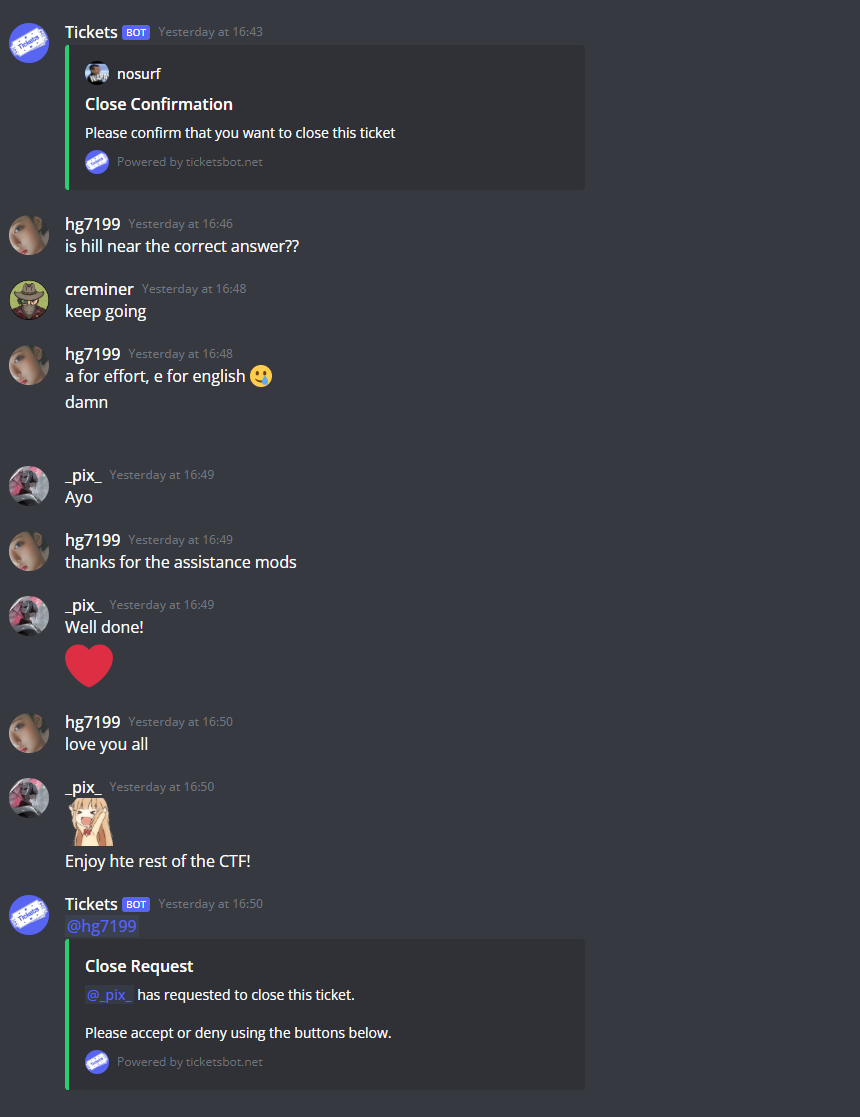 Tickets BOT Yesterday at 16:43
nosurf
Close Confirmation
Please confirm that you want to close this ticket
Tickets Powered by ticketsbot.net
hg7199 Yesterday at 16:46
is hill near the correct answer??
creminer Yesterday at 16:48
keep going
hg7199 Yesterday at 16:48
a for effort, e for english 🥲
damn
_pix_ Yesterday at 16:49
Ayo
hg7199 Yesterday at 16:49
thanks for the assistance mods
_pix_ Yesterday at 16:49
Well done!
hg7199 Yesterday at 16:50
love you all
_pix_ Yesterday at 16:50
Enjoy hte rest of the CTF!
Tickets BOT Yesterday at 16:50
@hg7199
Close Request
@_pix_ has requested to close this ticket.
Please accept or deny using the buttons below.
Tickets Powered by ticketsbot.net